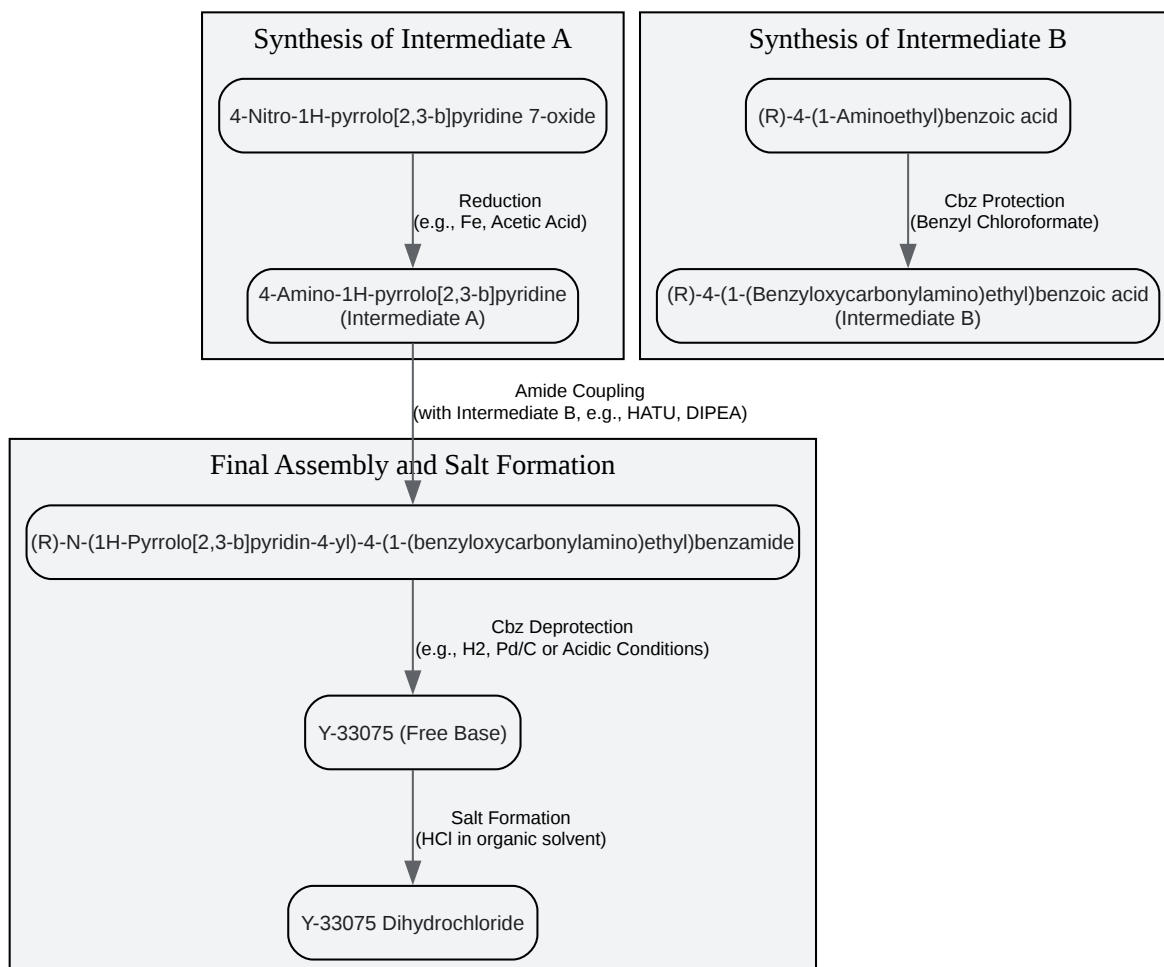 Synthesis of Intermediate A
4-Nitro-1H-pyrrolo[2,3-b]pyridine 7-oxide
Reduction
(e.g., Fe, Acetic Acid)
4-Amino-1H-pyrrolo[2,3-b]pyridine
(Intermediate A)
Synthesis of Intermediate B
(R)-4-(1-Aminoethyl)benzoic acid
Cbz Protection
(Benzyl Chloroformate)
(R)-4-(1-(Benzyloxycarbonylamino)ethyl)benzoic acid
(Intermediate B)
Amide Coupling
(with Intermediate B, e.g., HATU, DIPEA)
Final Assembly and Salt Formation
(R)-N-(1H-Pyrrolo[2,3-b]pyridin-4-yl)-4-(1-(benzyloxycarbonylamino)ethyl)benzamide
Cbz Deprotection
(e.g., H2, Pd/C or Acidic Conditions)
Y-33075 (Free Base)
Salt Formation
(HCl in organic solvent)
Y-33075 Dihydrochloride